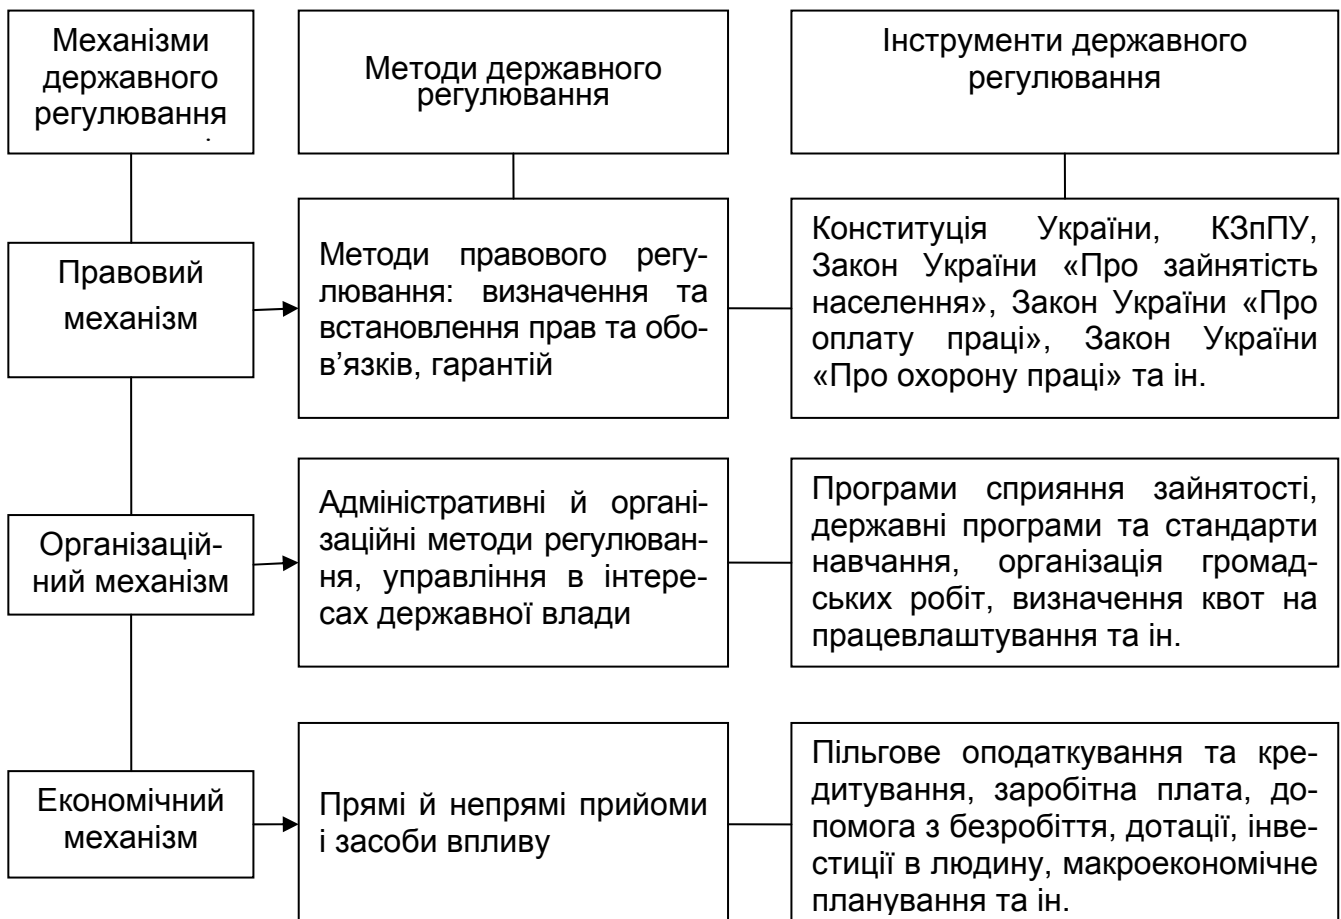 Механізми
державного
регулювання
Методи державного
регулювання
Інструменти державного
регулювання
Правовий
механізм
Методи правового регу-
лювання: визначення та
встановлення прав та обо-
в’язків, гарантій
Конституція України, КЗпПУ,
Закон України «Про зайнятість
населення», Закон України «Про
оплату праці», Закон України
«Про охорону праці» та ін.
Організацій-
ний механізм
Адміністративні й органі-
заційні методи регулюван-
ня, управління в інтере-
сах державної влади
Програми сприяння зайнятості,
державні програми та стандарти
навчання, організація громад-
ських робіт, визначення квот на
працевлаштування та ін.
Економічний
механізм
Прямі й непрямі прийоми
і засоби впливу
Пільгове оподаткування та кре-
дитування, заробітна плата, до-
помога з безробіття, дотації, інве-
стиції в людину, макроекономічне
планування та ін.